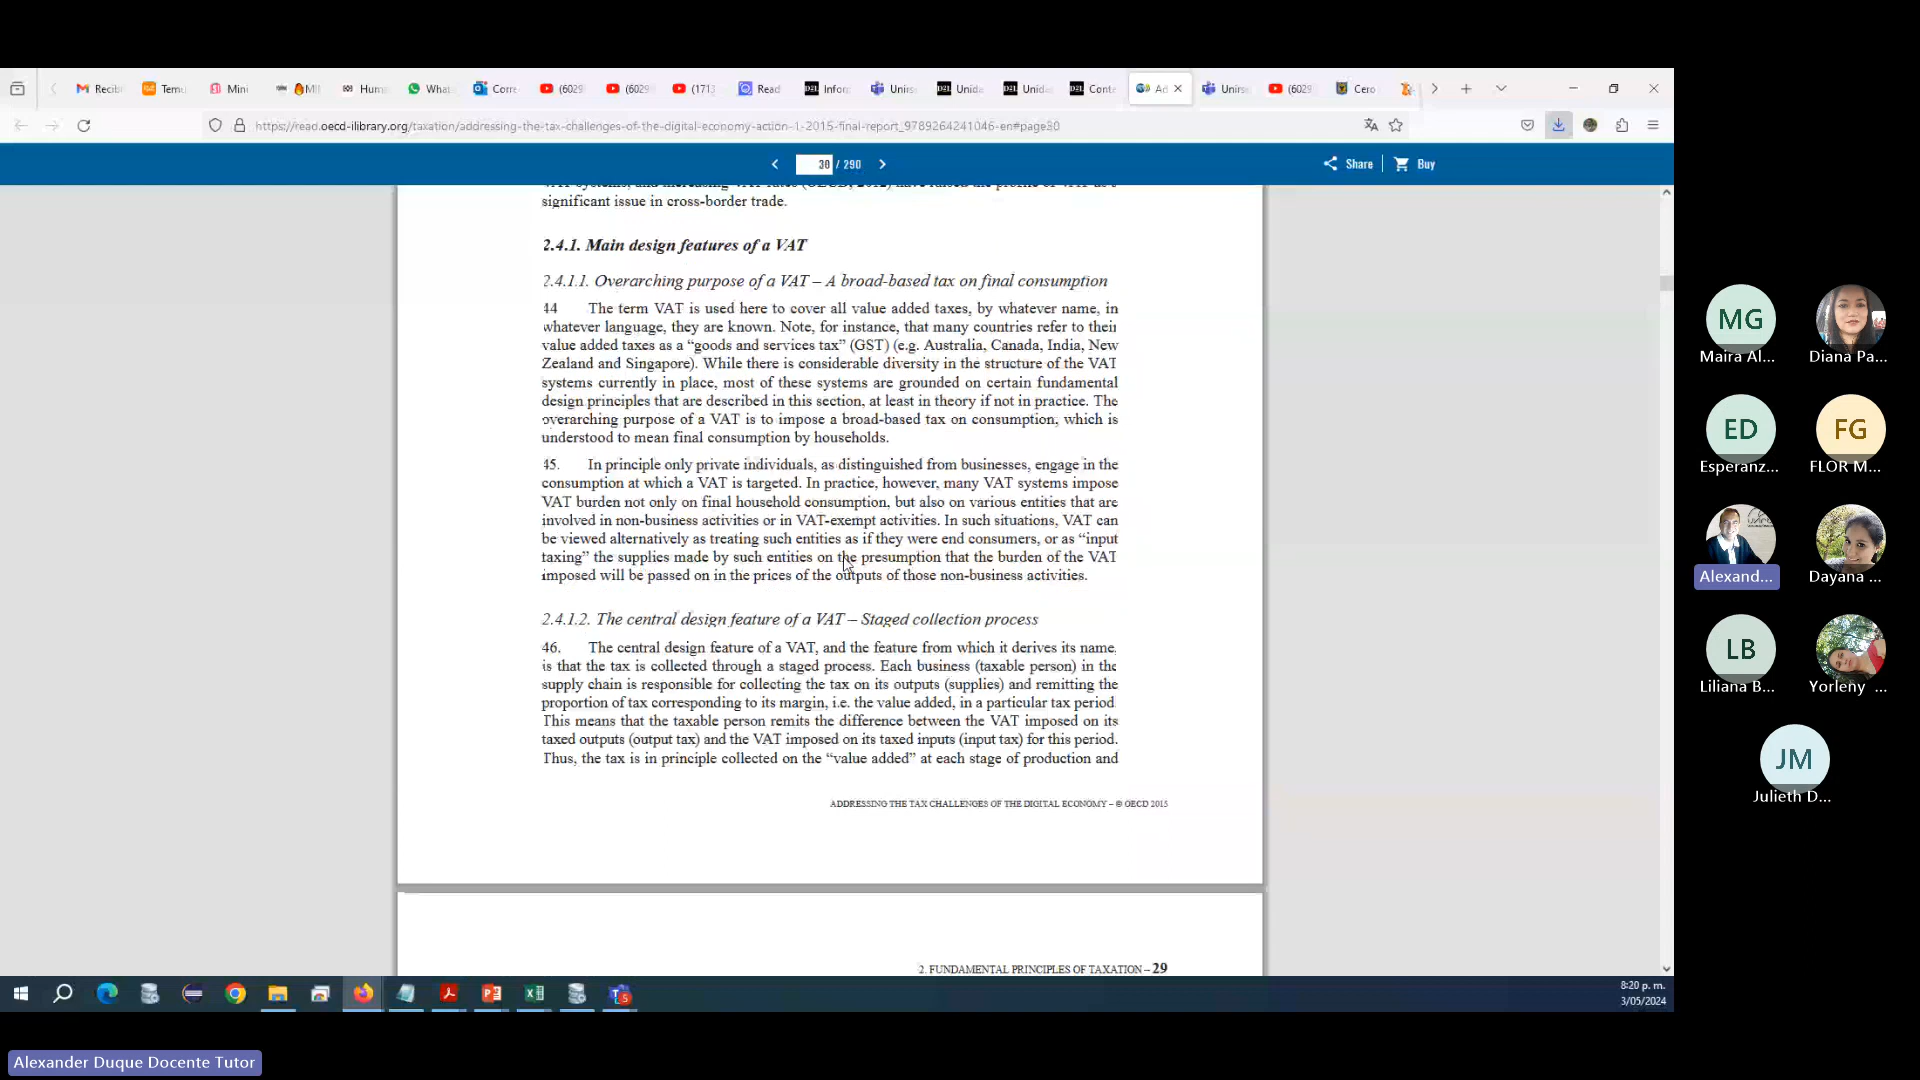 Recibi
Temu
Mini
MI
Hum
What
Corre
(6029
(6029
(1713
Read
Infor
Unirs
Unida
Unida
Conte
Ad
Unirs
(6029
Cero
https://read.oecd-ilibrary.org/taxation/addressing-the-tax-challenges-of-the-digital-economy-action-1-2015-final-report_9789264241046-en#page30
30 / 290
Share
Buy
significant issue in cross-border trade.
2.4.1. Main design features of a VAT
2.4.1.1. Overarching purpose of a VAT – A broad-based tax on final consumption
44 The term VAT is used here to cover all value added taxes, by whatever name, in
whatever language, they are known. Note, for instance, that many countries refer to their
value added taxes as a “goods and services tax” (GST) (e.g. Australia, Canada, India, New
Zealand and Singapore). While there is considerable diversity in the structure of the VAT
systems currently in place, most of these systems are grounded on certain fundamental
design principles that are described in this section, at least in theory if not in practice. The
overarching purpose of a VAT is to impose a broad-based tax on consumption, which is
understood to mean final consumption by households.
45. In principle only private individuals, as distinguished from businesses, engage in the
consumption at which a VAT is targeted. In practice, however, many VAT systems impose
VAT burden not only on final household consumption, but also on various entities that are
involved in non-business activities or in VAT-exempt activities. In such situations, VAT can
be viewed alternatively as treating such entities as if they were end consumers, or as “input
taxing” the supplies made by such entities on the presumption that the burden of the VAT
imposed will be passed on in the prices of the outputs of those non-business activities.
2.4.1.2. The central design feature of a VAT – Staged collection process
46. The central design feature of a VAT, and the feature from which it derives its name,
is that the tax is collected through a staged process. Each business (taxable person) in the
supply chain is responsible for collecting the tax on its outputs (supplies) and remitting the
proportion of tax corresponding to its margin, i.e. the value added, in a particular tax period
This means that the taxable person remits the difference between the VAT imposed on its
taxed outputs (output tax) and the VAT imposed on its taxed inputs (input tax) for this period.
Thus, the tax is in principle collected on the “value added” at each stage of production and
ADDRESSING THE TAX CHALLENGES OF THE DIGITAL ECONOMY – © OECD 2015
2. FUNDAMENTAL PRINCIPLES OF TAXATION – 29
8:20 p. m.
3/05/2024
MG
Maira Al...
Diana Pa...
ED
Esperanz...
FG
FLOR M...
Alexand...
Dayana ...
LB
Liliana B...
Yorleny ...
JM
Julieth D...
Alexander Duque Docente Tutor